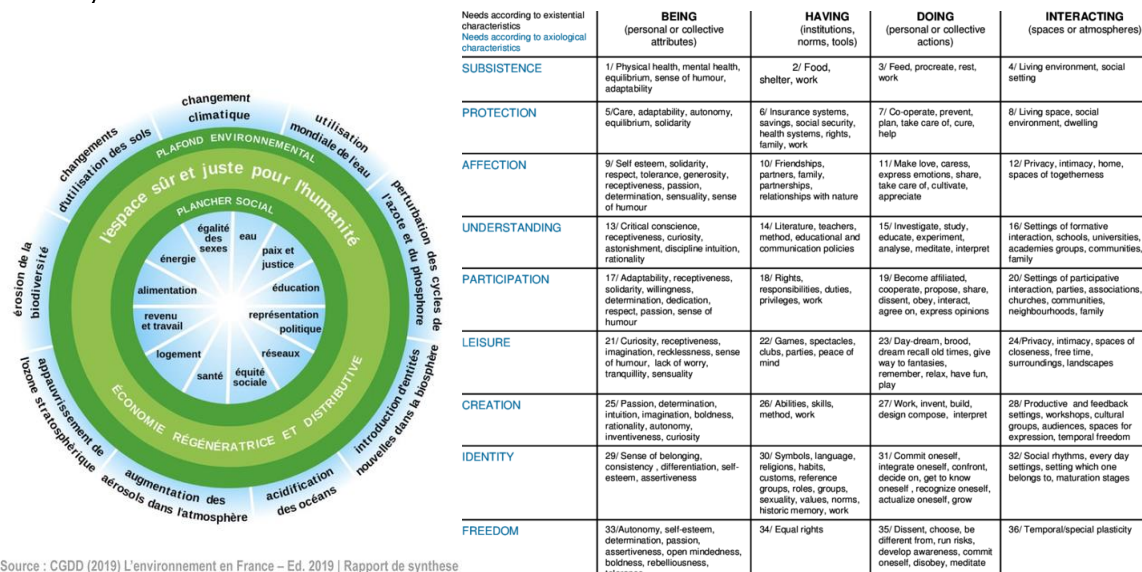 changement
climatique
utilisation
mondiale de l'eau
perturbation des cycles de
l'azote et du phosphore
introduction d'entités
nouvelles dans la biosphère
acidification
des océans
augmentation des
aérosols dans l'atmosphère
appauvrissement de
l'ozone stratosphérique
érosion de la
biodiversité
changements
d'utilisation des sols
PLAFOND ENVIRONNEMENTAL
l'espace sûr et juste pour l'humanité
PLANCHER SOCIAL
égalité
des
sexes
eau
paix et
justice
éducation
représentation
politique
réseaux
équité
sociale
santé
logement
revenu
et travail
alimentation
énergie
ÉCONOMIE RÉGÉNÉRATRICE ET DISTRIBUTIVE
Source : CGDD (2019) L'environnement en France – Ed. 2019 | Rapport de synthese
Needs according to existential
characteristics
Needs according to axiological
characteristics
BEING
(personal or collective
attributes)
HAVING
(institutions,
norms, tools)
DOING
(personal or collective
actions)
INTERACTING
(spaces or atmospheres)
SUBSISTENCE
1/ Physical health, mental health,
equilibrium, sense of humour,
adaptability
2/ Food,
shelter, work
3/ Feed, procreate, rest,
work
4/ Living environment, social
setting
PROTECTION
5/Care, adaptability, autonomy,
equilibrium, solidarity
6/ Insurance systems,
savings, social security,
health systems, rights,
family, work
7/ Co-operate, prevent,
plan, take care of, cure,
help
8/ Living space, social
environment, dwelling
AFFECTION
9/ Self esteem, solidarity,
respect, tolerance, generosity,
receptiveness, passion,
determination, sensuality, sense
of humour
10/ Friendships,
partners, family,
partnerships,
relationships with nature
11/ Make love, caress,
express emotions, share,
take care of, cultivate,
appreciate
12/ Privacy, intimacy, home,
spaces of togetherness
UNDERSTANDING
13/ Critical conscience,
receptiveness, curiosity,
astonishment, discipline intuition,
rationality
14/ Literature, teachers,
method, educational and
communication policies
15/ Investigate, study,
educate, experiment,
analyse, meditate, interpret
16/ Settings of formative
interaction, schools, universities,
academies groups, communities,
family
PARTICIPATION
17/ Adaptability, receptiveness,
solidarity, willingness,
determination, dedication,
respect, passion, sense of
humour
18/ Rights,
responsibilities, duties,
privileges, work
19/ Become affiliated,
cooperate, propose, share,
dissent, obey, interact,
agree on, express opinions
20/ Settings of participative
interaction, parties, associations,
churches, communities,
neighbourhoods, family
LEISURE
21/ Curiosity, receptiveness,
imagination, recklessness, sense
of humour, lack of worry,
tranquillity, sensuality
22/ Games, spectacles,
clubs, parties, peace of
mind
23/ Day-dream, brood,
dream recall old times, give
way to fantasies,
remember, relax, have fun,
play
24/Privacy, intimacy, spaces of
closeness, free time,
surroundings, landscapes
CREATION
25/ Passion, determination,
intuition, imagination, boldness,
rationality, autonomy,
inventiveness, curiosity
26/ Abilities, skills,
method, work
27/ Work, invent, build,
design compose, interpret
28/ Productive and feedback
settings, workshops, cultural
groups, audiences, spaces for
expression, temporal freedom
IDENTITY
29/ Sense of belonging,
consistency , differentiation, self-
esteem, assertiveness
30/ Symbols, language,
religions, habits,
customs, reference
groups, roles, groups,
sexuality, values, norms,
historic memory, work
31/ Commit oneself,
integrate oneself, confront,
decide on, get to know
oneself , recognize oneself,
actualize oneself, grow
32/ Social rhythms, every day
settings, setting which one
belongs to, maturation stages
FREEDOM
33/Autonomy, self-esteem,
determination, passion,
assertiveness, open mindedness,
boldness, rebelliousness,
34/ Equal rights
35/ Dissent, choose, be
different from, run risks,
develop awareness, commit
oneself, disobey, meditate
36/ Temporal/special plasticity